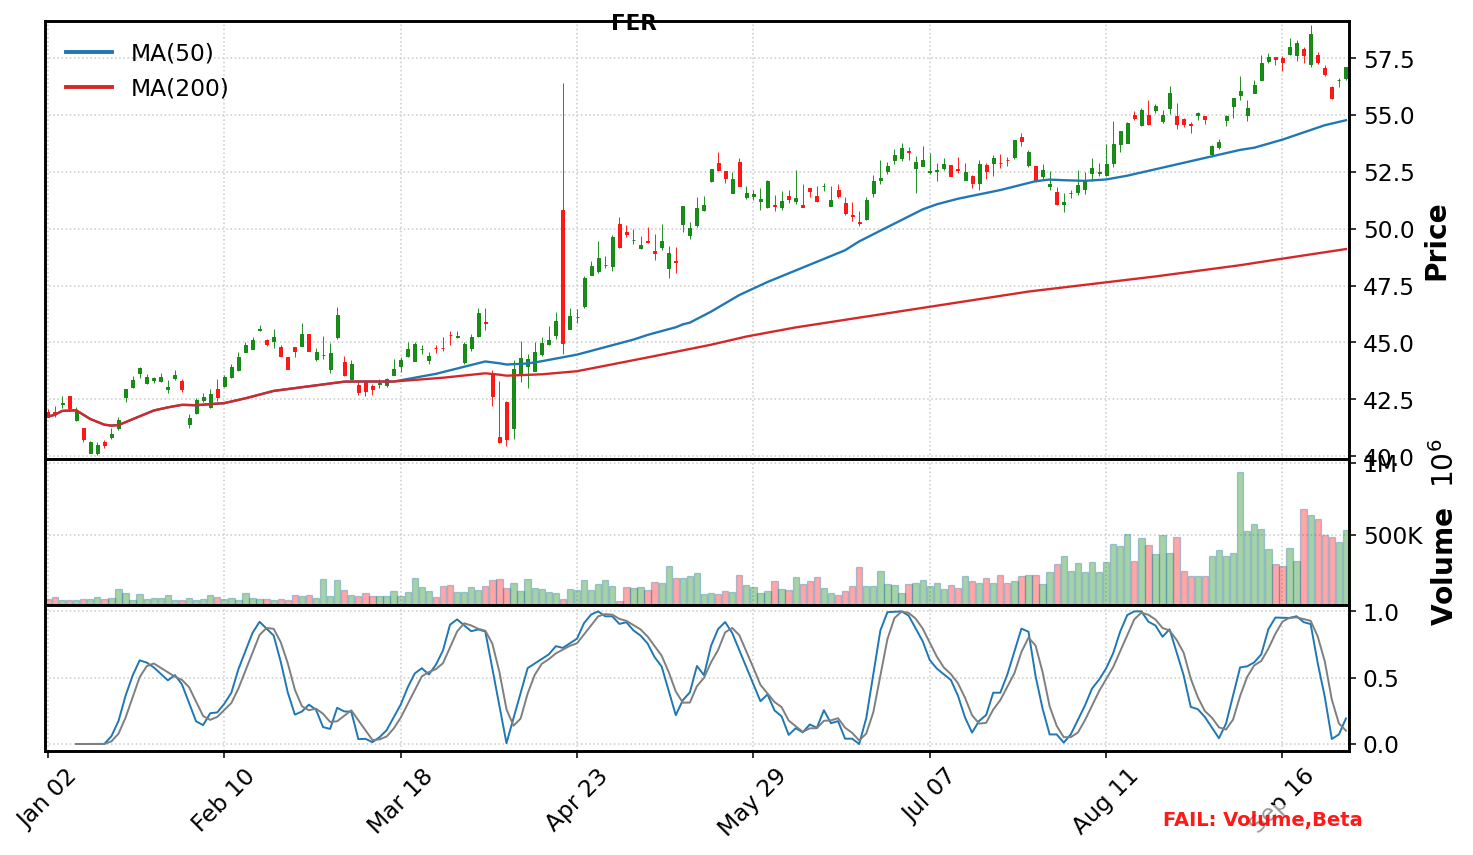 FER
MA(50)
MA(200)
57.5
55.0
52.5
50.0
47.5
45.0
42.5
40.0
Price
1M
500K
Volume 10^6
1.0
0.5
0.0
Jan 02
Feb 10
Mar 18
Apr 23
May 29
Jul 07
Aug 11
Sep 16
FAIL: Volume,Beta